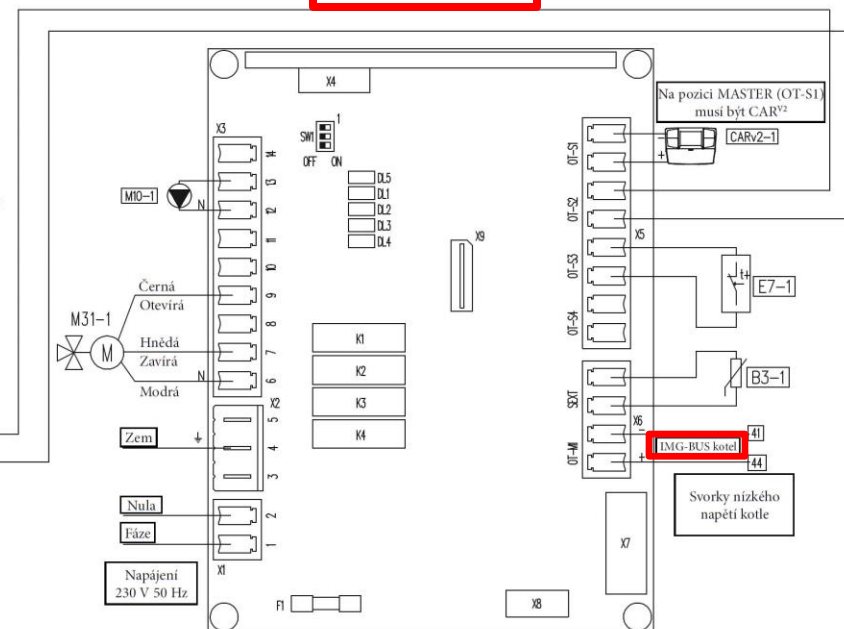 X4
Na pozici MASTER (OT-S1)
musí být CARV2
CARv2-1
X3
1
SW1
OFF ON
OT-S1
14
13
M10-1
N
12
11
10
9
8
7
6
DL5
DL1
DL2
DL3
DL4
X9
OT-S2
X5
OT-S3
t+
E7-1
OT-S4
Černá
Otevírá
M31-1
M
Hnědá
Zavírá
N
Modrá
K1
K2
K3
K4
SEXT
B3-1
X2
5
4
3
Zem
X6
OT-MI
-
+
41
IMG-BUS kotel
44
Svorky nízkého
napětí kotle
Nula
2
Fáze
1
X1
Napájení
230 V 50 Hz
F1
X8
X7